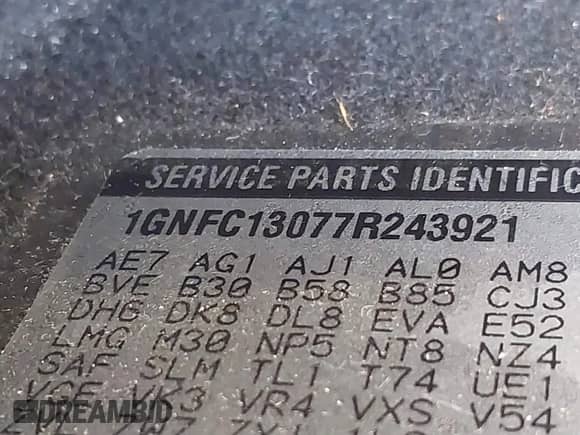 SERVICE PARTS IDENTIFIC
1GNFC13077R243921
AE7 AG1 AJ1 AL0 AM8
BVE B30 B58 B85 CJ3
DHG DK8 DL8 EVA E52
LMG M30 NP5 NT8 NZ4
SAF SLM TL1 T74 UE1
VK3 VR4 VXS V54
DREAMBID